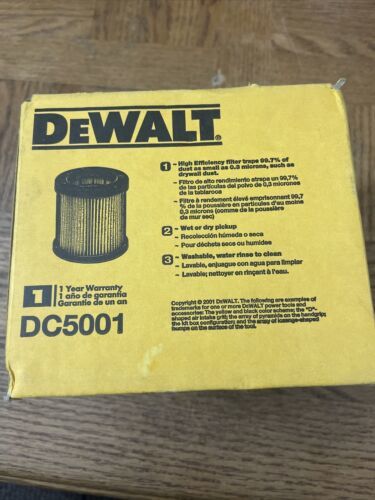 DEWALT®
1 - High Efficiency filter traps 99.7% of
dust as small as 0.3 microns, such as
drywall dust.
- Filtro de alto rendimiento atrapa un 99,7%
de las partículas del polvo de 0,3 micrones
de la tablaroca
- Filtre à rendement élevé emprisonnant 99,7
% de la poussière en particules d'eu moins
0,3 microns (comme de la poussière
de mur sec)
2 - Wet or dry pickup
- Recolección húmeda o seca
- Pour déchets secs ou humides
3 - Washable, water rinse to clean
- Lavable, enjuague con agua para limpiar
- Lavable; nettoyer en rinçant à l'eau.
1 1 Year Warranty
1 año de garantía
Garantie de un an
DC5001
Copyright © 2001 DEWALT. The following are examples of
trademarks for one or more DEWALT power tools and
accessories: The yellow and black color scheme; the "D"-
shaped air intake grill; the array of pyramids on the handgrip;
the kit box configuration; and the array of lozenge-shaped
humps on the surface of the tools